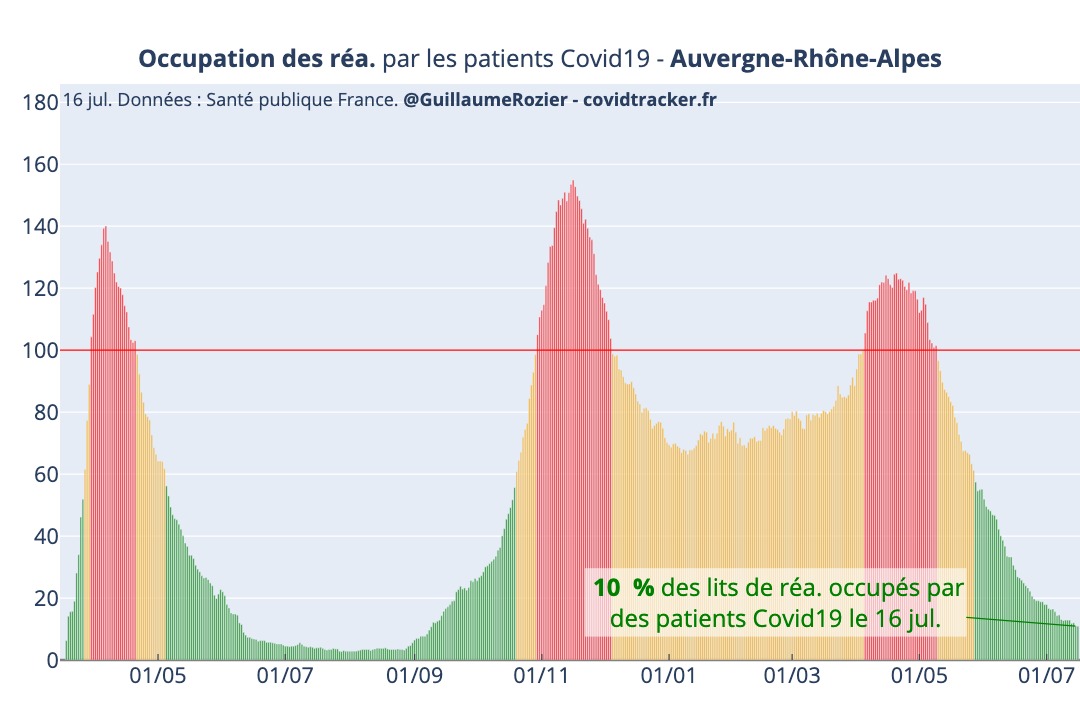 Occupation des réa. par les patients Covid19 - Auvergne-Rhône-Alpes
16 jul. Données : Santé publique France. @GuillaumeRozier - covidtracker.fr
180
160
140
120
100
80
60
40
20
0
10 % des lits de réa. occupés par
des patients Covid19 le 16 jul.
01/05 01/07 01/09 01/11 01/01 01/03 01/05 01/07